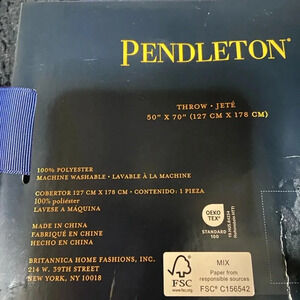 PENDLETON®
THROW • JETÉ
50" X 70" (127 CM X 178 CM)
100% POLYESTER
MACHINE WASHABLE • LAVABLE À LA MACHINE
COBERTOR 127 CM X 178 CM • CONTENIDO: 1 PIEZA
100% poliéster
LAVESE A MÁQUINA
MADE IN CHINA
FABRIQUÉ EN CHINE
HECHO EN CHINA
BRITANNICA HOME FASHIONS, INC.
214 W. 39TH STREET
NEW YORK, NY 10018
OEKO
TEX®
STANDARD
100
FSC
MIX
Paper from
responsible sources
FSC® C156542